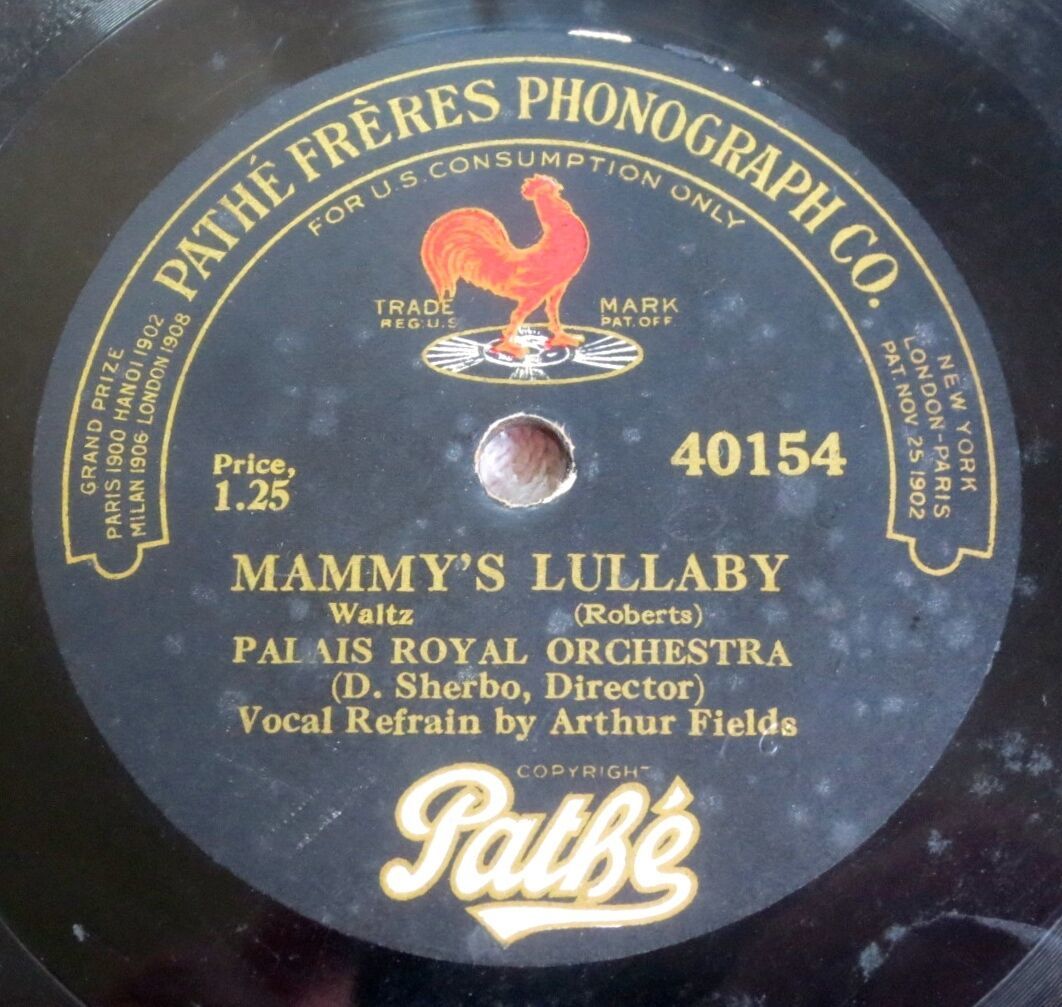 PATHÉ FRÈRES PHONOGRAPH CO.
FOR U.S. CONSUMPTION ONLY
GRAND PRIZE
PARIS 1900 HANOI 1902
MILAN 1906 LONDON 1908
NEW YORK
LONDON-PARIS
PAT. NOV 25 1902
TRADE MARK
REG. U.S. PAT. OFF.
Price,
1.25
40154
MAMMY'S LULLABY
Waltz (Roberts)
PALAIS ROYAL ORCHESTRA
(D. Sherbo, Director)
Vocal Refrain by Arthur Fields
COPYRIGHT
Pathé